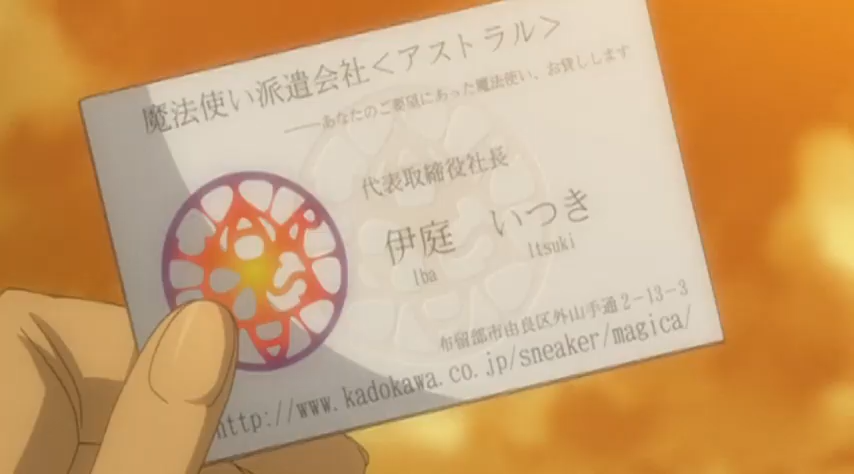 魔法使い派遣会社＜アストラル＞
――あなたのご要望にあった魔法使い、お貸しします
代表取締役社長
伊庭　いつき
Iba　Itsuki
布留部市由良区外山手通2-13-3
http://www.kadokawa.co.jp/sneaker/magica/